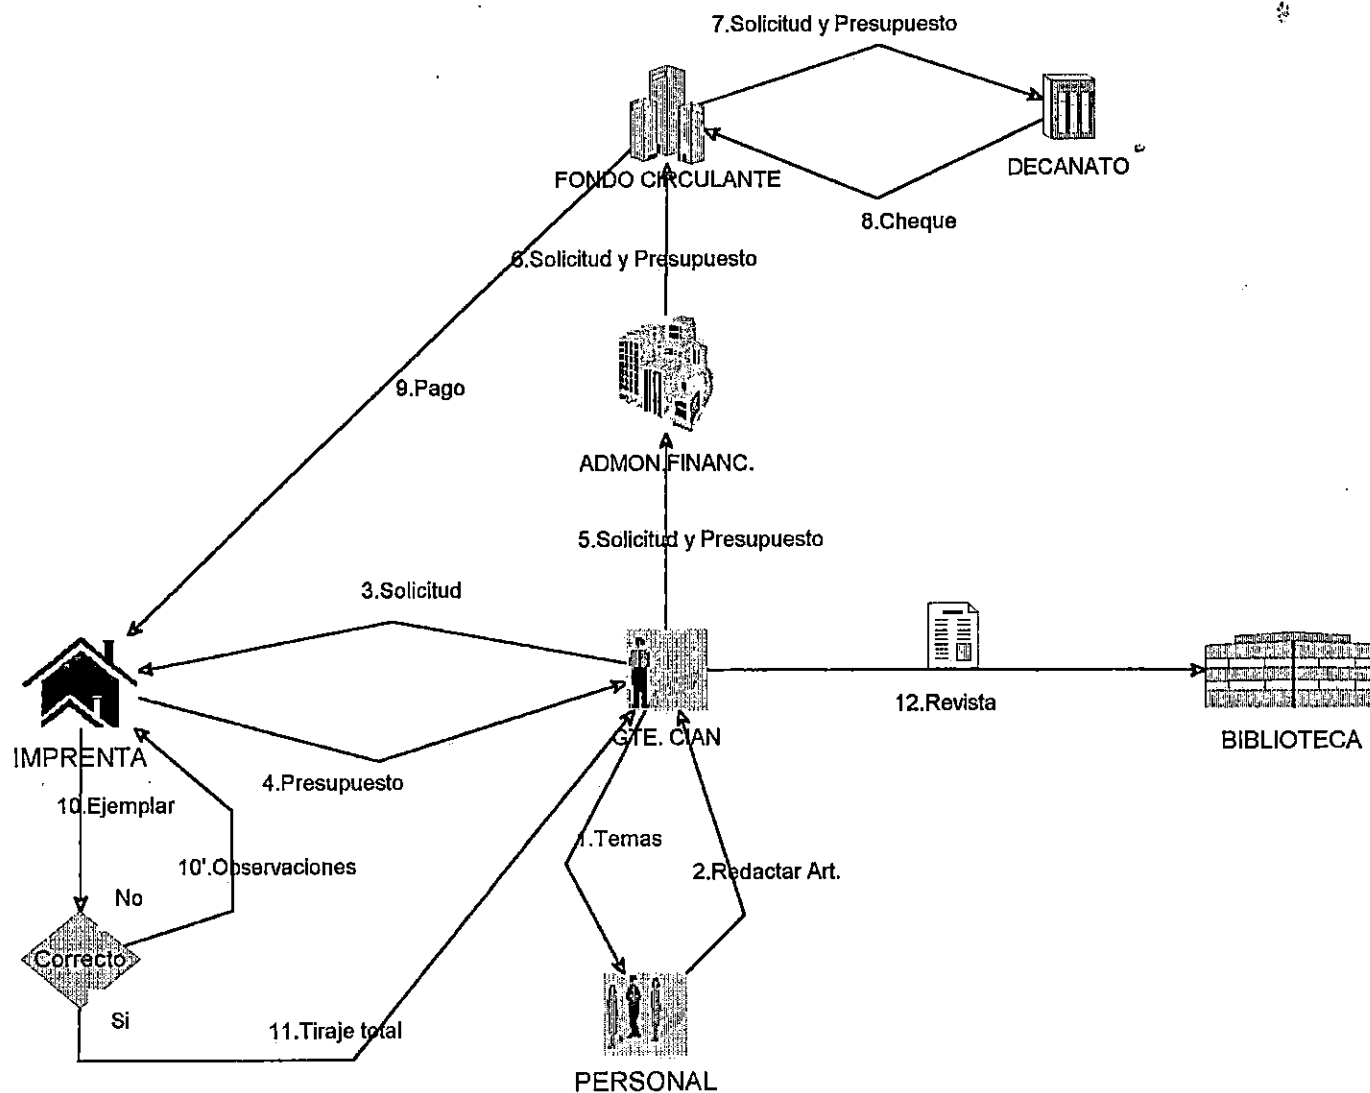 7.Solicitud y Presupuesto
FONDO CIRCULANTE
DECANATO
8.Cheque
6.Solicitud y Presupuesto
9.Pago
ADMON.FINANC.
5.Solicitud y Presupuesto
3.Solicitud
12.Revista
GTE. CIAN
BIBLIOTECA
IMPRENTA
4.Presupuesto
10.Ejemplar
1.Temas
10'.Observaciones
2.Redactar Art.
No
Correcto
Si
11.Tiraje total
PERSONAL